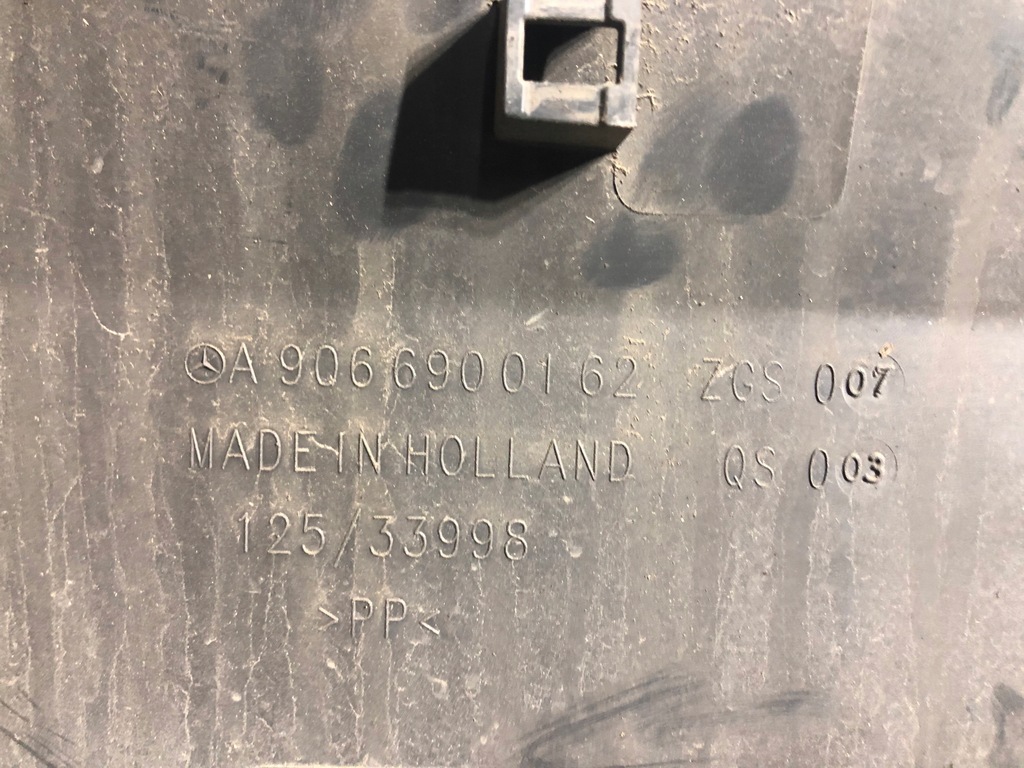 A 906 690 01 62 ZGS 007
MADE IN HOLLAND QS 003
125/33998
>PP<